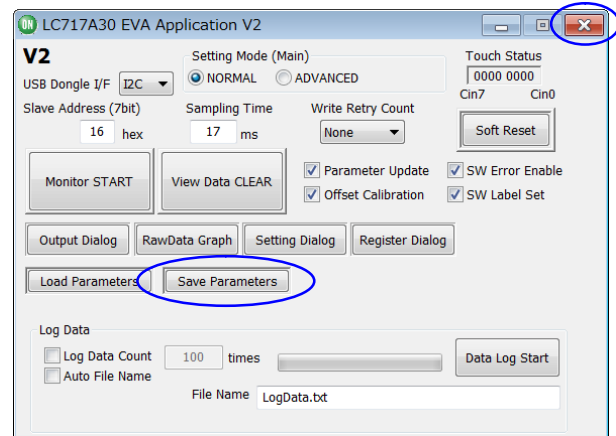 ON LC717A30 EVA Application V2
V2
Setting Mode (Main)
Touch Status
USB Dongle I/F I2C
NORMAL ADVANCED
0000 0000
Cin7 Cin0
Slave Address (7bit)
Sampling Time
Write Retry Count
16 hex
17 ms
None
Soft Reset
Monitor START
View Data CLEAR
Parameter Update
SW Error Enable
Offset Calibration
SW Label Set
Output Dialog
RawData Graph
Setting Dialog
Register Dialog
Load Parameters
Save Parameters
Log Data
Log Data Count 100 times
Data Log Start
Auto File Name
File Name LogData.txt